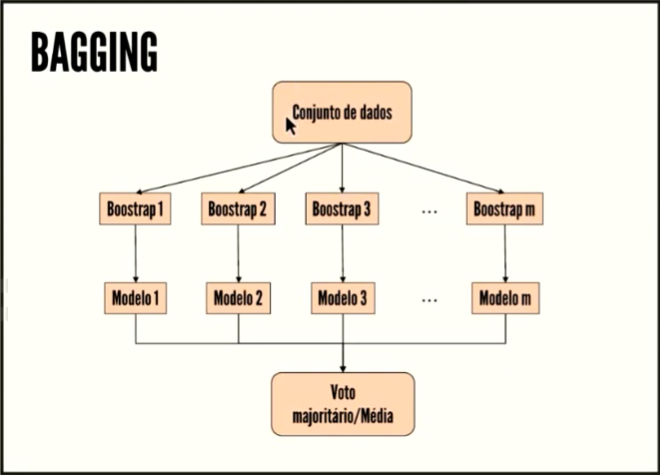 BAGGING
Conjunto de dados
Boostrap 1
Boostrap 2
Boostrap 3
...
Boostrap m
Modelo 1
Modelo 2
Modelo 3
...
Modelo m
Voto
majoritário/Média